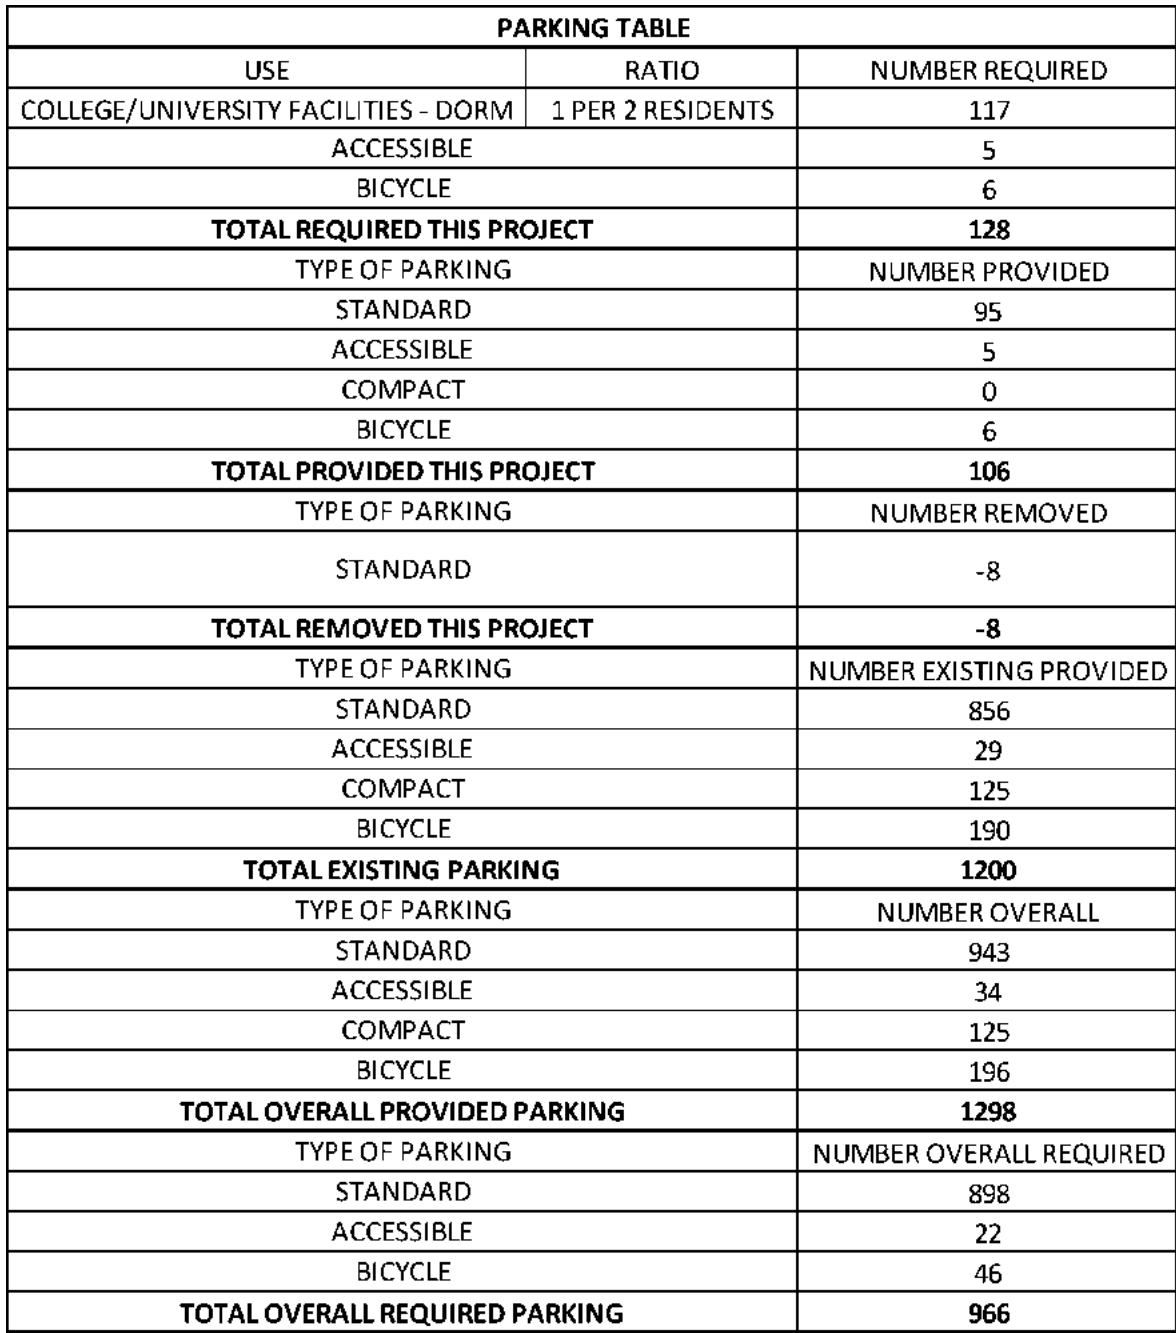 PARKING TABLE
USE RATIO NUMBER REQUIRED
COLLEGE/UNIVERSITY FACILITIES - DORM 1 PER 2 RESIDENTS 117
ACCESSIBLE 5
BICYCLE 6
TOTAL REQUIRED THIS PROJECT 128
TYPE OF PARKING NUMBER PROVIDED
STANDARD 95
ACCESSIBLE 5
COMPACT 0
BICYCLE 6
TOTAL PROVIDED THIS PROJECT 106
TYPE OF PARKING NUMBER REMOVED
STANDARD -8
TOTAL REMOVED THIS PROJECT -8
TYPE OF PARKING NUMBER EXISTING PROVIDED
STANDARD 856
ACCESSIBLE 29
COMPACT 125
BICYCLE 190
TOTAL EXISTING PARKING 1200
TYPE OF PARKING NUMBER OVERALL
STANDARD 943
ACCESSIBLE 34
COMPACT 125
BICYCLE 196
TOTAL OVERALL PROVIDED PARKING 1298
TYPE OF PARKING NUMBER OVERALL REQUIRED
STANDARD 898
ACCESSIBLE 22
BICYCLE 46
TOTAL OVERALL REQUIRED PARKING 966